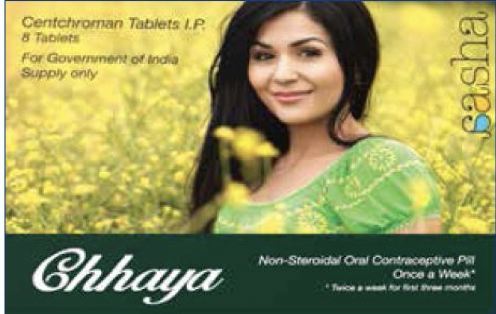 Centchroman Tablets I.P.
8 Tablets
For Government of India
Supply only
easha
Chhaya
Non-Steroidal Oral Contraceptive Pill
Once a Week*
* Twice a week for first three months